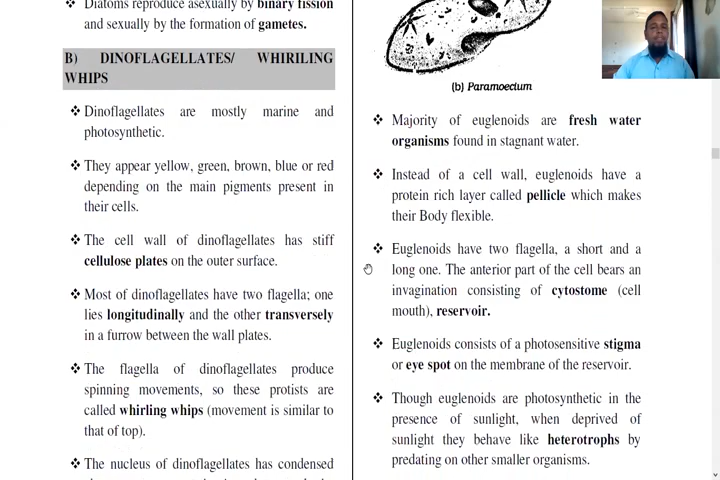 Diatoms reproduce asexually by binary fission
and sexually by the formation of gametes.
B) DINOFLAGELLATES/ WHIRILING
WHIPS
❖ Dinoflagellates are mostly marine and
photosynthetic.
❖ They appear yellow, green, brown, blue or red
depending on the main pigments present in
their cells.
❖ The cell wall of dinoflagellates has stiff
cellulose plates on the outer surface.
❖ Most of dinoflagellates have two flagella; one
lies longitudinally and the other transversely
in a furrow between the wall plates.
❖ The flagella of dinoflagellates produce
spinning movements, so these protists are
called whirling whips (movement is similar to
that of top).
❖ The nucleus of dinoflagellates has condensed
(b) Paramoecium
❖ Majority of euglenoids are fresh water
organisms found in stagnant water.
❖ Instead of a cell wall, euglenoids have a
protein rich layer called pellicle which makes
their Body flexible.
❖ Euglenoids have two flagella, a short and a
long one. The anterior part of the cell bears an
invagination consisting of cytostome (cell
mouth), reservoir.
❖ Euglenoids consists of a photosensitive stigma
or eye spot on the membrane of the reservoir.
❖ Though euglenoids are photosynthetic in the
presence of sunlight, when deprived of
sunlight they behave like heterotrophs by
predating on other smaller organisms.